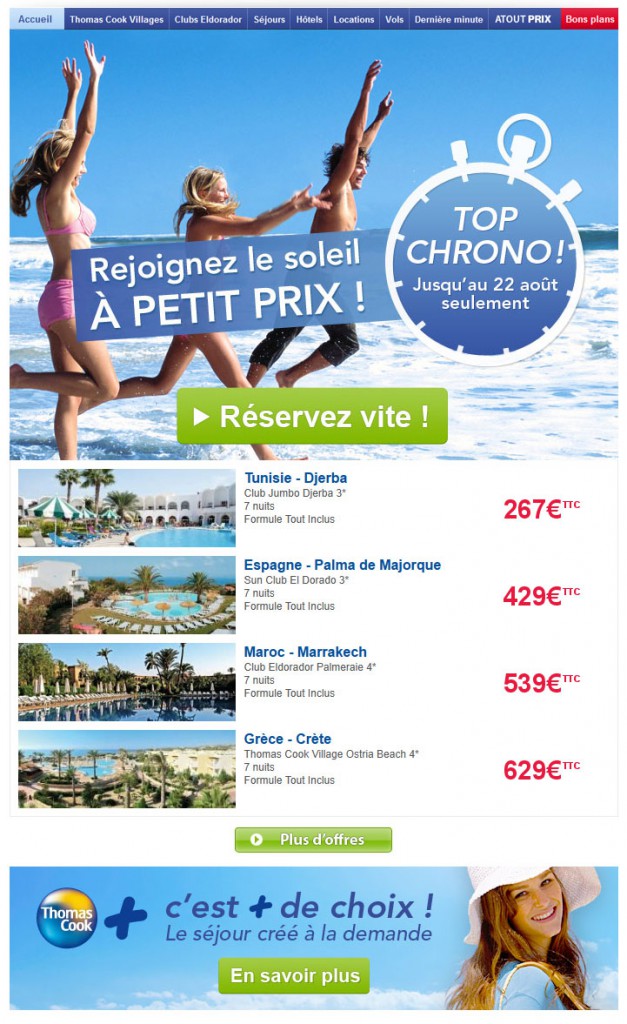 Accueil Thomas Cook Villages Clubs Eldorador Séjours Hôtels Locations Vols Dernière minute ATOUT PRIX Bons plans
TOP
CHRONO !
Jusqu'au 22 août
seulement
Rejoignez le soleil
À PETIT PRIX !
Réservez vite !
Tunisie - Djerba
Club Jumbo Djerba 3*
7 nuits
Formule Tout Inclus
267€TTC
Espagne - Palma de Majorque
Sun Club El Dorado 3*
7 nuits
Formule Tout Inclus
429€TTC
Maroc - Marrakech
Club Eldorador Palmeraie 4*
7 nuits
Formule Tout Inclus
539€TTC
Grèce - Crète
Thomas Cook Village Ostria Beach 4*
7 nuits
Formule Tout Inclus
629€TTC
Plus d'offres
Thomas
Cook
+ c'est + de choix !
Le séjour créé à la demande
En savoir plus